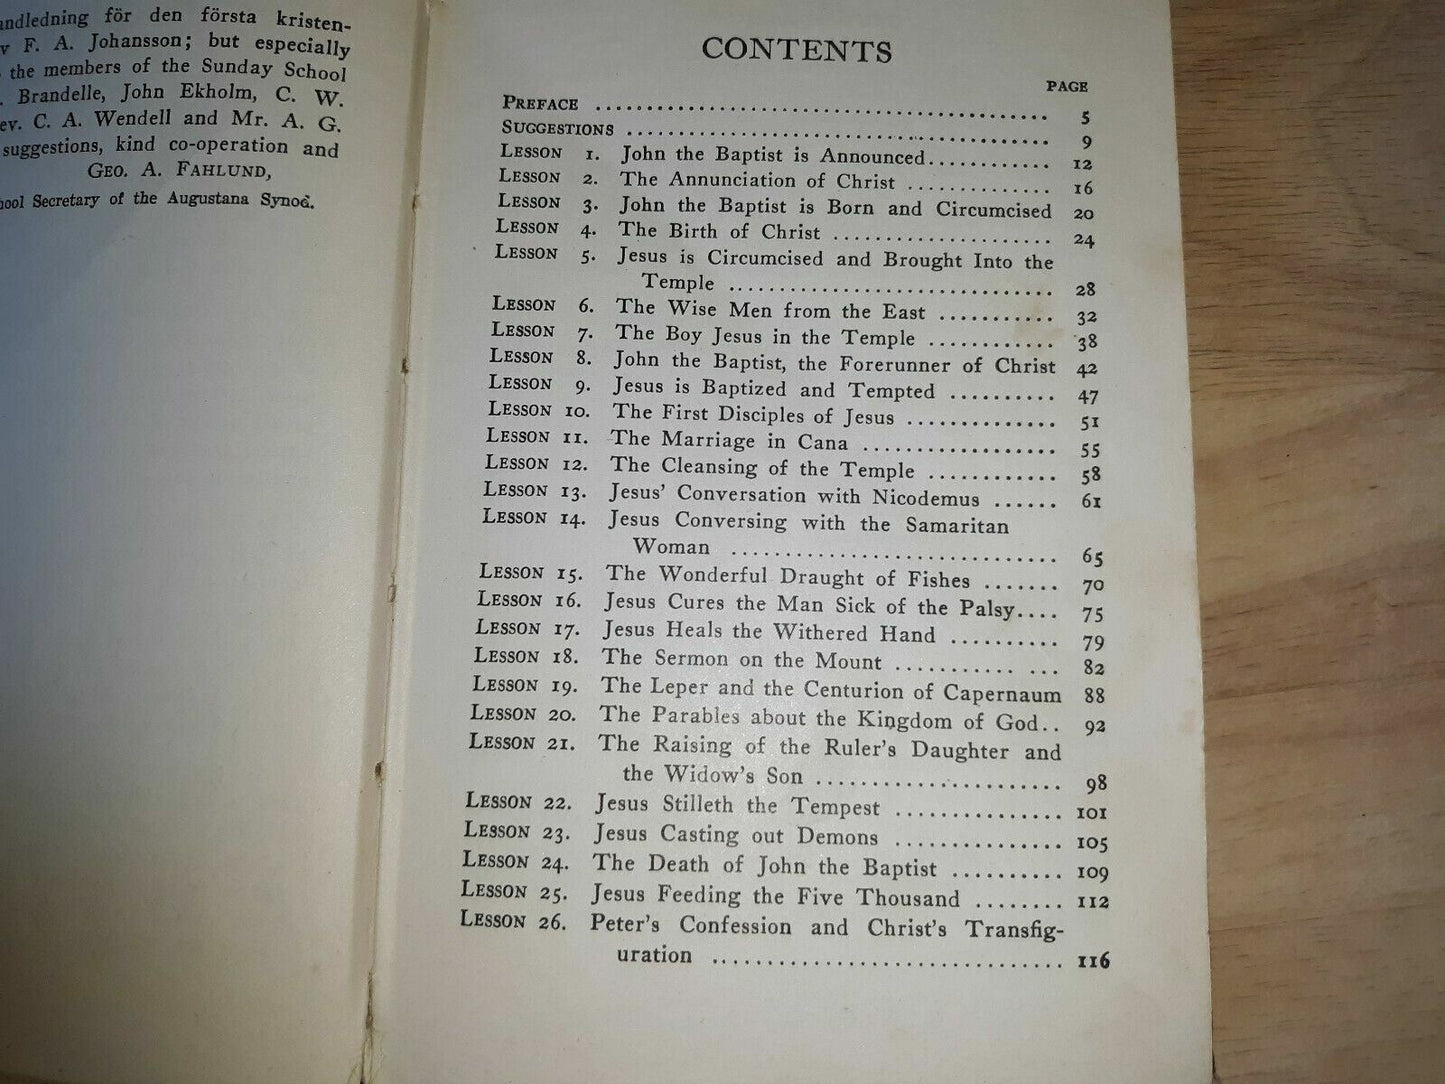 för den första kristen-
F. A. Johansson; but especially
the members of the Sunday School
Brandelle, John Ekholm, C. W.
C. A. Wendell and Mr. A. G.
suggestions, kind co-operation and
GEO. A. FAHLUND,
Secretary of the Augustana Synod.
CONTENTS
PAGE
PREFACE ........................................ 5
SUGGESTIONS ........................................ 9
LESSON 1. John the Baptist is Announced............ 12
LESSON 2. The Annunciation of Christ .............. 16
LESSON 3. John the Baptist is Born and Circumcised 20
LESSON 4. The Birth of Christ ..................... 24
LESSON 5. Jesus is Circumcised and Brought Into the
Temple .............................. 28
LESSON 6. The Wise Men from the East ........... 32
LESSON 7. The Boy Jesus in the Temple ............ 38
LESSON 8. John the Baptist, the Forerunner of Christ 42
LESSON 9. Jesus is Baptized and Tempted .......... 47
LESSON 10. The First Disciples of Jesus .............. 51
LESSON 11. The Marriage in Cana .................. 55
LESSON 12. The Cleansing of the Temple ............ 58
LESSON 13. Jesus' Conversation with Nicodemus ...... 61
LESSON 14. Jesus Conversing with the Samaritan
Woman .............................. 65
LESSON 15. The Wonderful Draught of Fishes ....... 70
LESSON 16. Jesus Cures the Man Sick of the Palsy.... 75
LESSON 17. Jesus Heals the Withered Hand .......... 79
LESSON 18. The Sermon on the Mount ........... ... 82
LESSON 19. The Leper and the Centurion of Capernaum 88
LESSON 20. The Parables about the Kingdom of God.. 92
LESSON 21. The Raising of the Ruler's Daughter and
the Widow's Son ....................... 98
LESSON 22. Jesus Stilleth the Tempest ................ 101
LESSON 23. Jesus Casting out Demons ............... 105
LESSON 24. The Death of John the Baptist .......... 109
LESSON 25. Jesus Feeding the Five Thousand ........ 112
LESSON 26. Peter's Confession and Christ's Transfig-
uration ................................ 116